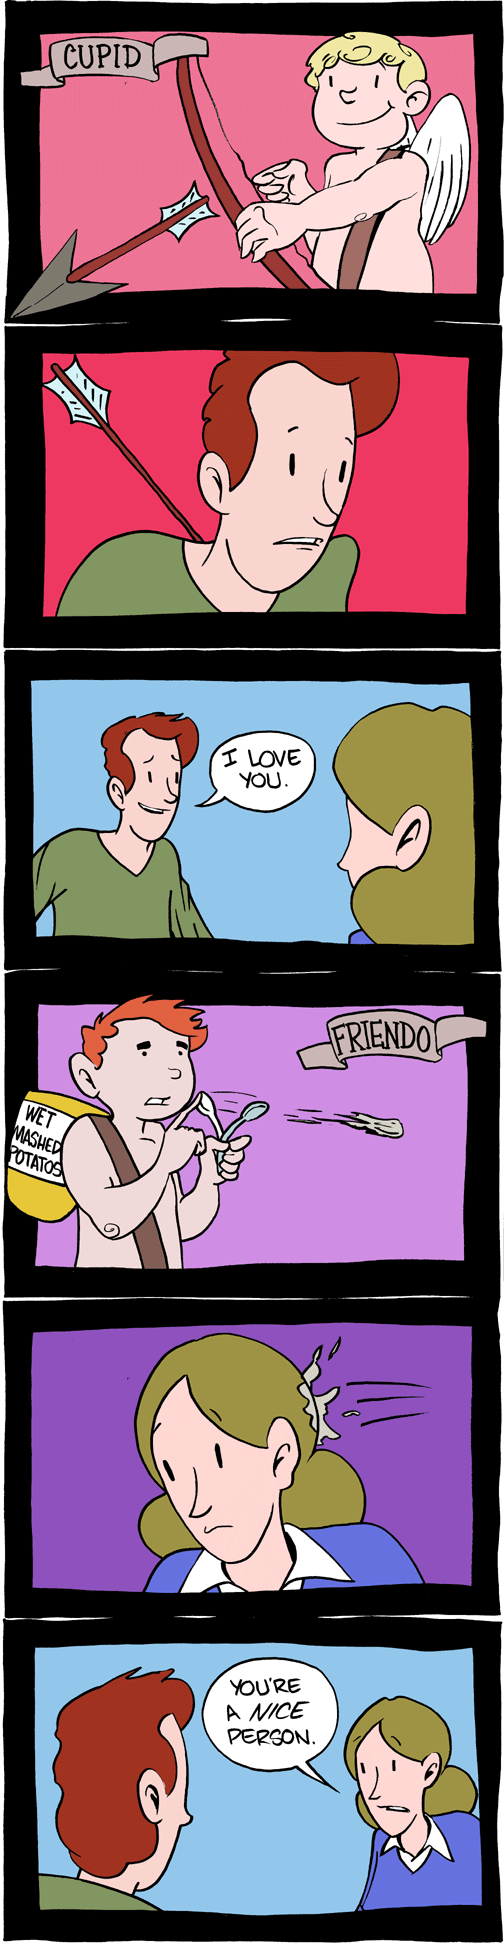 CUPID
I LOVE
YOU.
FRIENDO
WET
MASHED
POTATOS
YOU'RE
A NICE
PERSON.